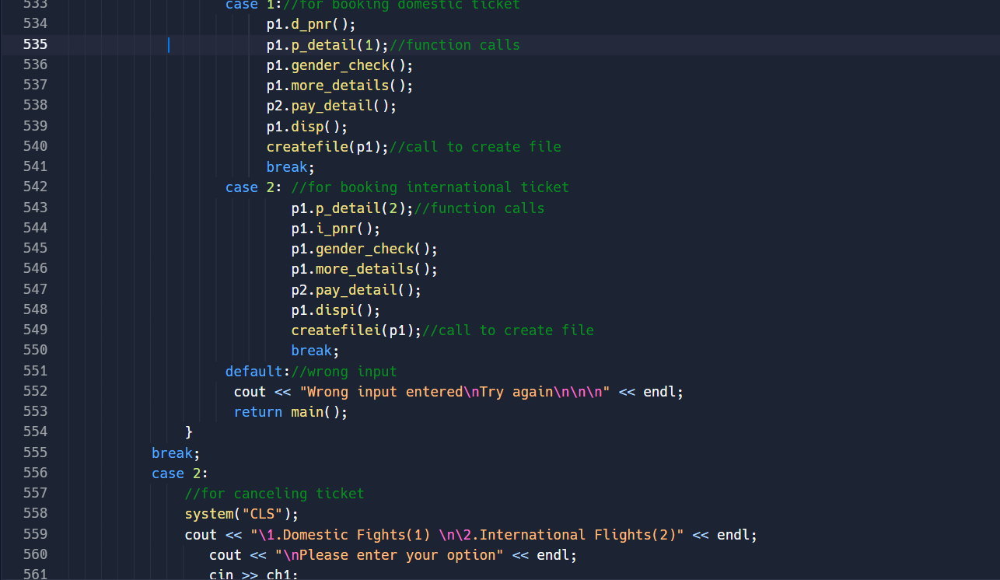 533 case 1://for booking domestic ticket
534 p1.d_pnr();
535 p1.p_detail(1);//function calls
536 p1.gender_check();
537 p1.more_details();
538 p2.pay_detail();
539 p1.disp();
540 createfile(p1);//call to create file
541 break;
542 case 2: //for booking international ticket
543 p1.p_detail(2);//function calls
544 p1.i_pnr();
545 p1.gender_check();
546 p1.more_details();
547 p2.pay_detail();
548 p1.dispi();
549 createfilei(p1);//call to create file
550 break;
551 default://wrong input
552 cout << "Wrong input entered\nTry again\n\n\n" << endl;
553 return main();
554 }
555 break;
556 case 2:
557 //for canceling ticket
558 system("CLS");
559 cout << "\1.Domestic Fights(1) \n\2.International Flights(2)" << endl;
560 cout << "\nPlease enter your option" << endl;
561 cin >> ch1;